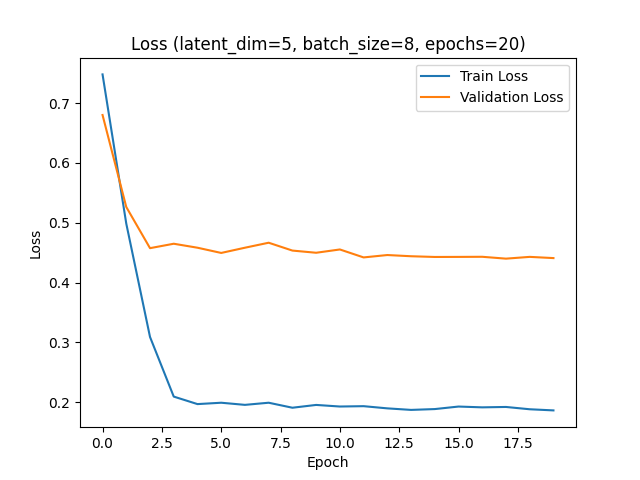 Loss (latent_dim=5, batch_size=8, epochs=20)
Train Loss
Validation Loss
0.7
0.6
0.5
0.4
0.3
0.2
Loss
0.0
2.5
5.0
7.5
10.0
12.5
15.0
17.5
Epoch